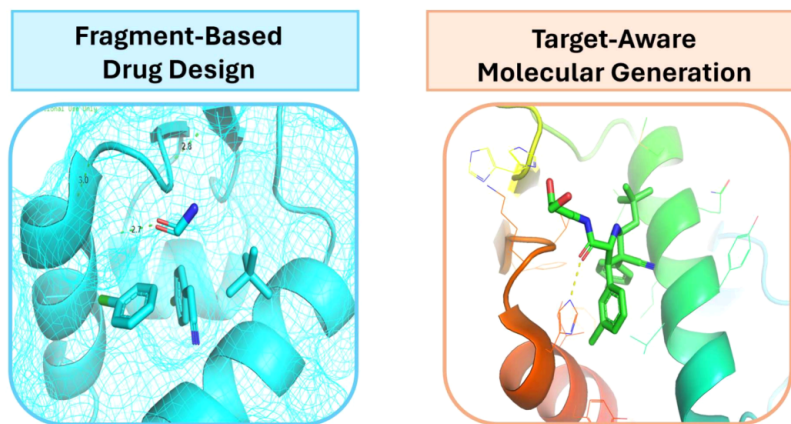 Fragment-Based
Drug Design
Target-Aware
Molecular Generation
2.8
3.0
2.7